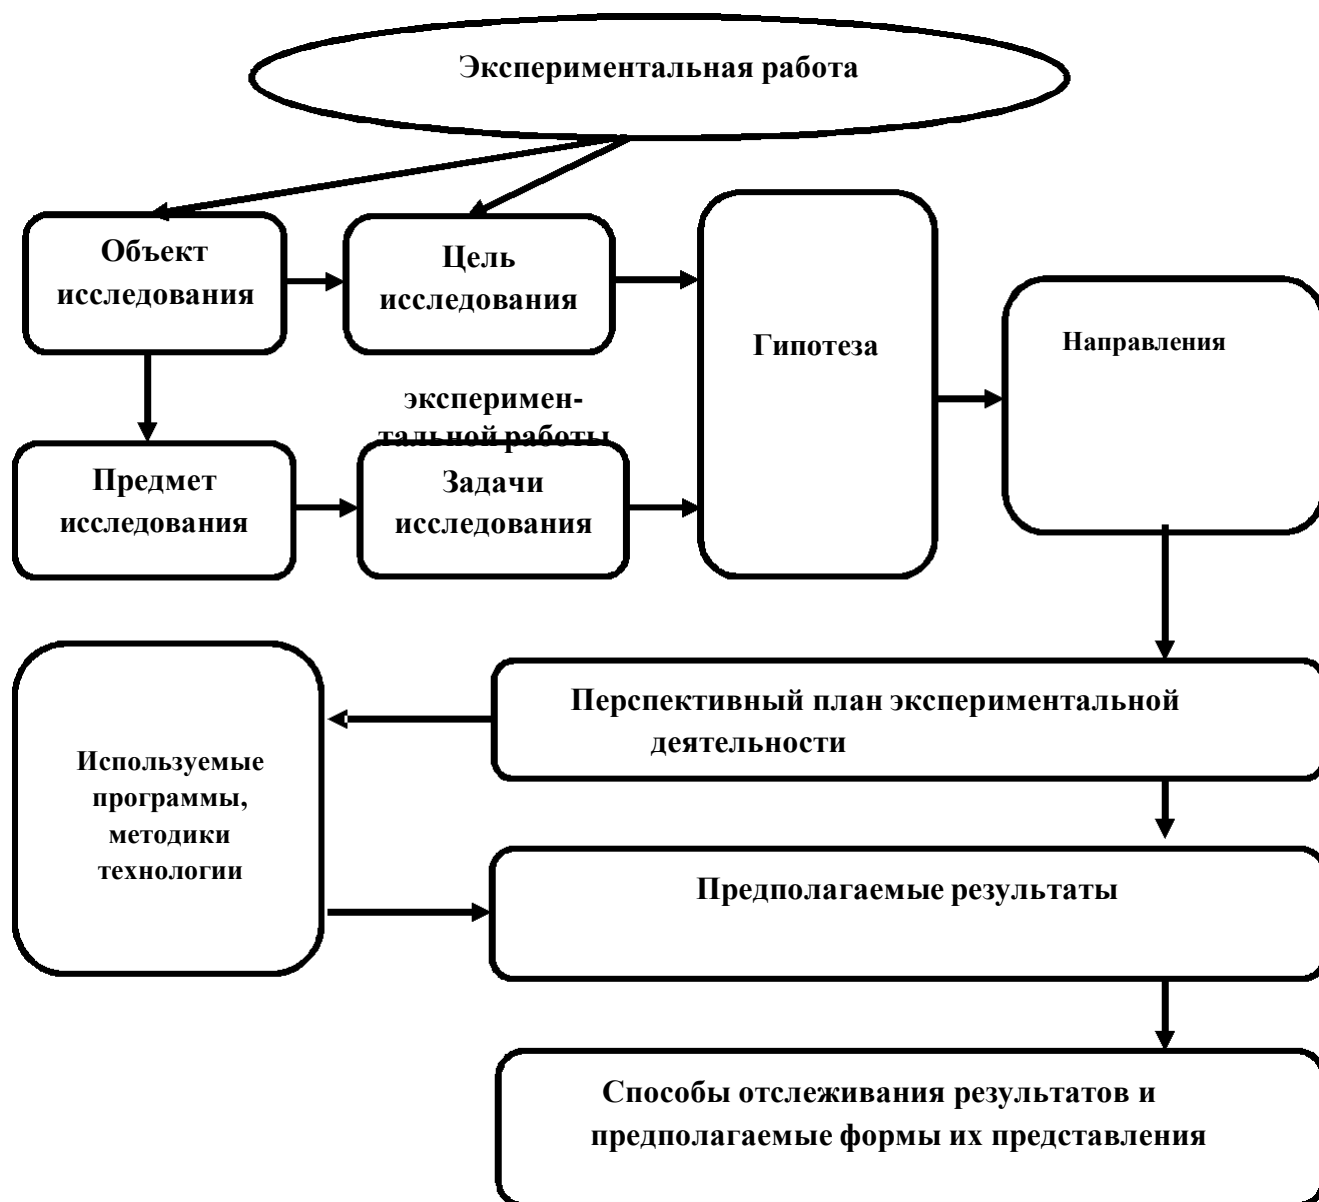 Экспериментальная работа
Объект
исследования
Цель
исследования
Гипотеза
Направления
эксперимен-
тальной работы
Предмет
исследования
Задачи
исследования
Перспективный план экспериментальной
деятельности
Используемые
программы,
методики
технологии
Предполагаемые результаты
Способы отслеживания результатов и
предполагаемые формы их представления